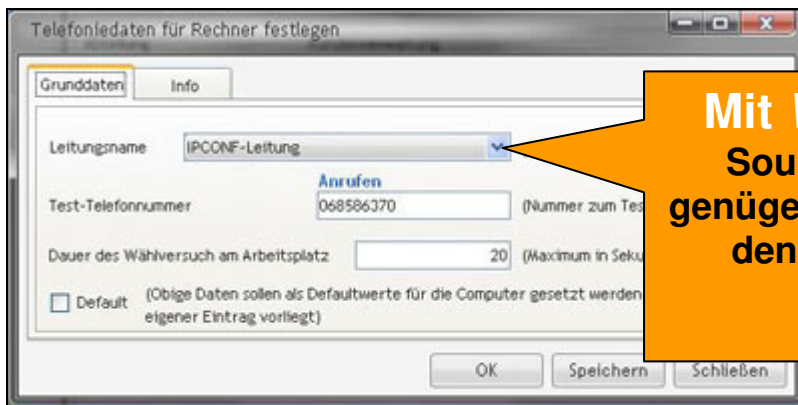 Telefoniedaten für Rechner festlegen
Grunddaten Info
Leitungsname IPCONF-Leitung
Anrufen
Test-Telefonnummer 068586370 (Nummer zum Tes
Dauer des Wählversuch am Arbeitsplatz 20 (Maximum in Seku
Default (Obige Daten sollen als Defaultwerte für die Computer gesetzt werden
eigener Eintrag vorliegt)
OK Speichern Schließen
Mit
Sou
genüge
den